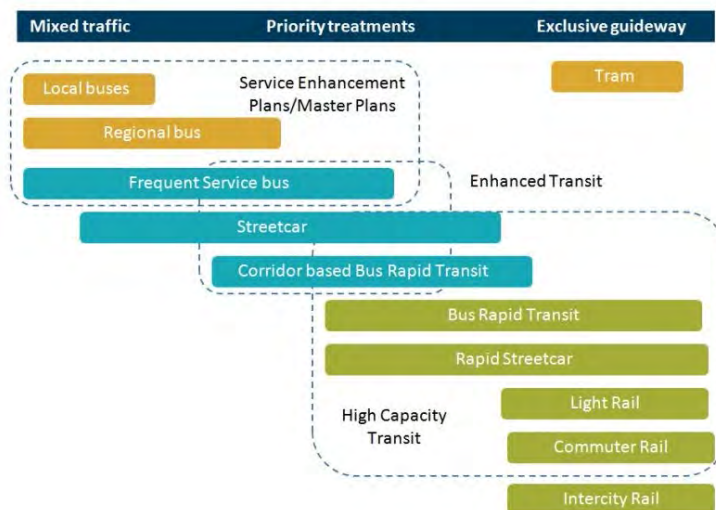 Mixed traffic Priority treatments Exclusive guideway
Local buses
Service Enhancement
Plans/Master Plans
Tram
Regional bus
Frequent Service bus
Enhanced Transit
Streetcar
Corridor based Bus Rapid Transit
Bus Rapid Transit
Rapid Streetcar
High Capacity
Transit
Light Rail
Commuter Rail
Intercity Rail